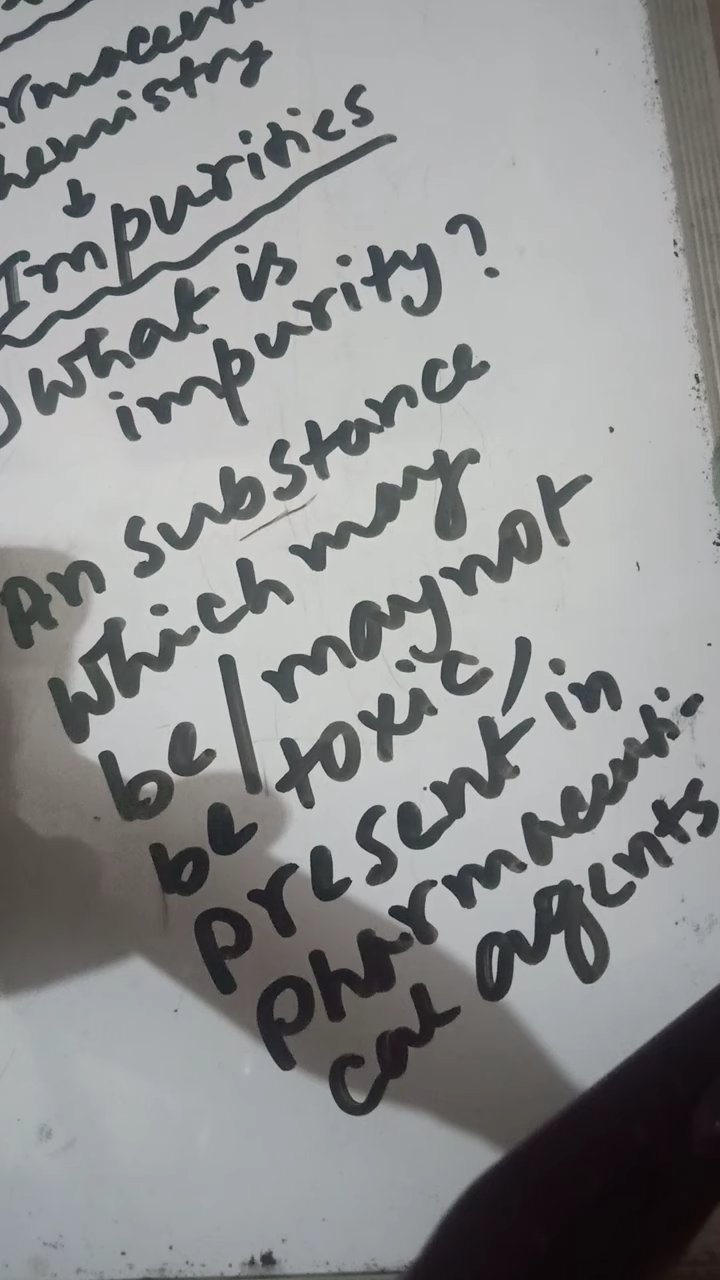 rmaceuti
hemistry
↓
Impurities
) What is
impurity?
An substance
which may
be/may not
be toxic,
present in
pharmaceuti-
cal agents